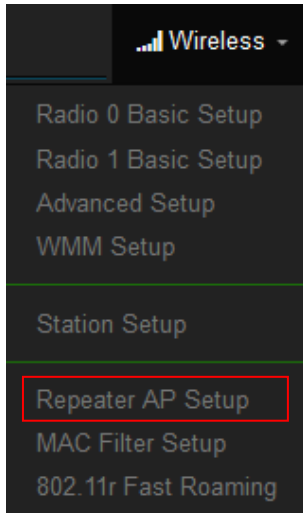 Wireless
Radio 0 Basic Setup
Radio 1 Basic Setup
Advanced Setup
WMM Setup
Station Setup
Repeater AP Setup
MAC Filter Setup
802.11r Fast Roaming